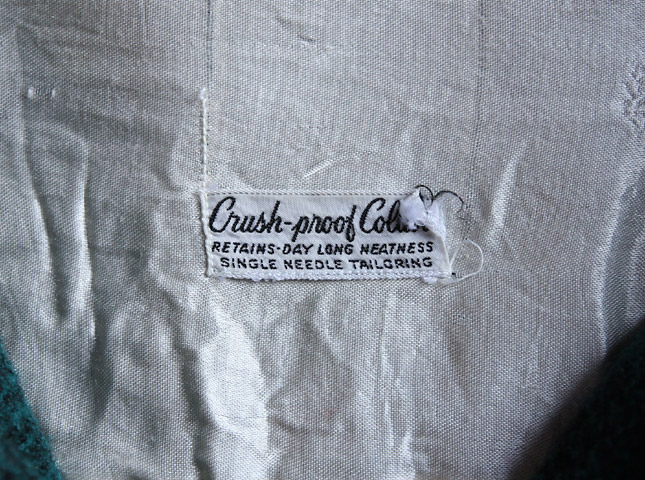 Crush-proof
RETAINS-DAY LONG NEATNESS
SINGLE NEEDLE TAILORING